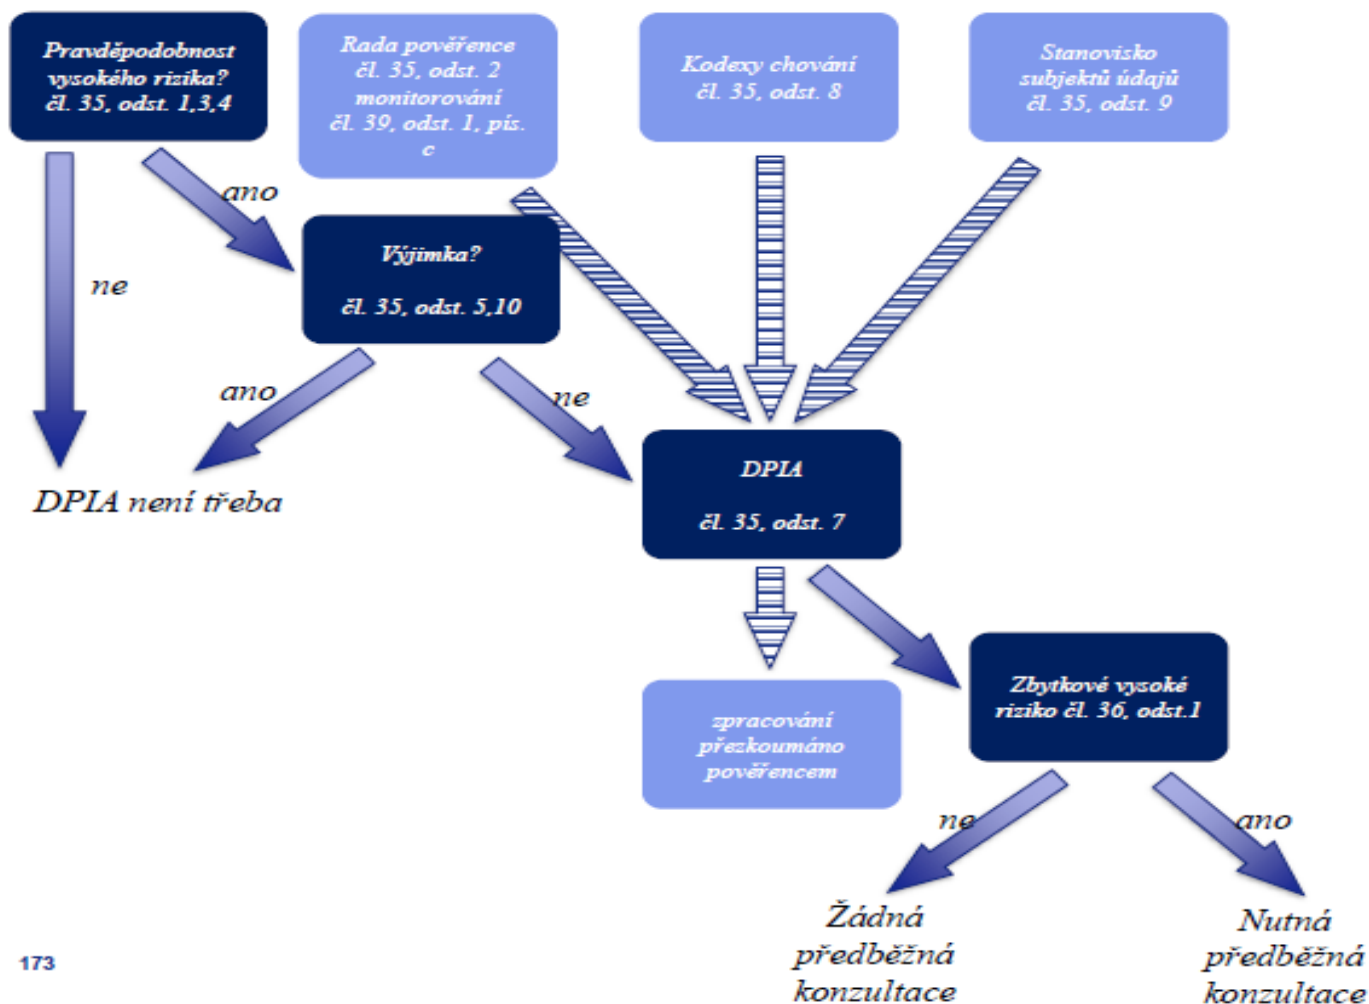 Pravděpodobnost
vysokého rizika?
čl. 35, odst. 1,3,4
Rada pověřence
čl. 35, odst. 2
monitorování
čl. 39, odst. 1, pís.
c
Kodexy chování
čl. 35, odst. 8
Stanovisko
subjektů údajů
čl. 35, odst. 9
ano
ne
Výjimka?
čl. 35, odst. 5,10
ano
ne
DPIA není třeba
DPIA
čl. 35, odst. 7
zpracování
přezkoumáno
pověřencem
Zbytkové vysoké
riziko čl. 36, odst.1
ne
ano
Žádná
předběžná
konzultace
Nutná
předběžná
konzultace
173